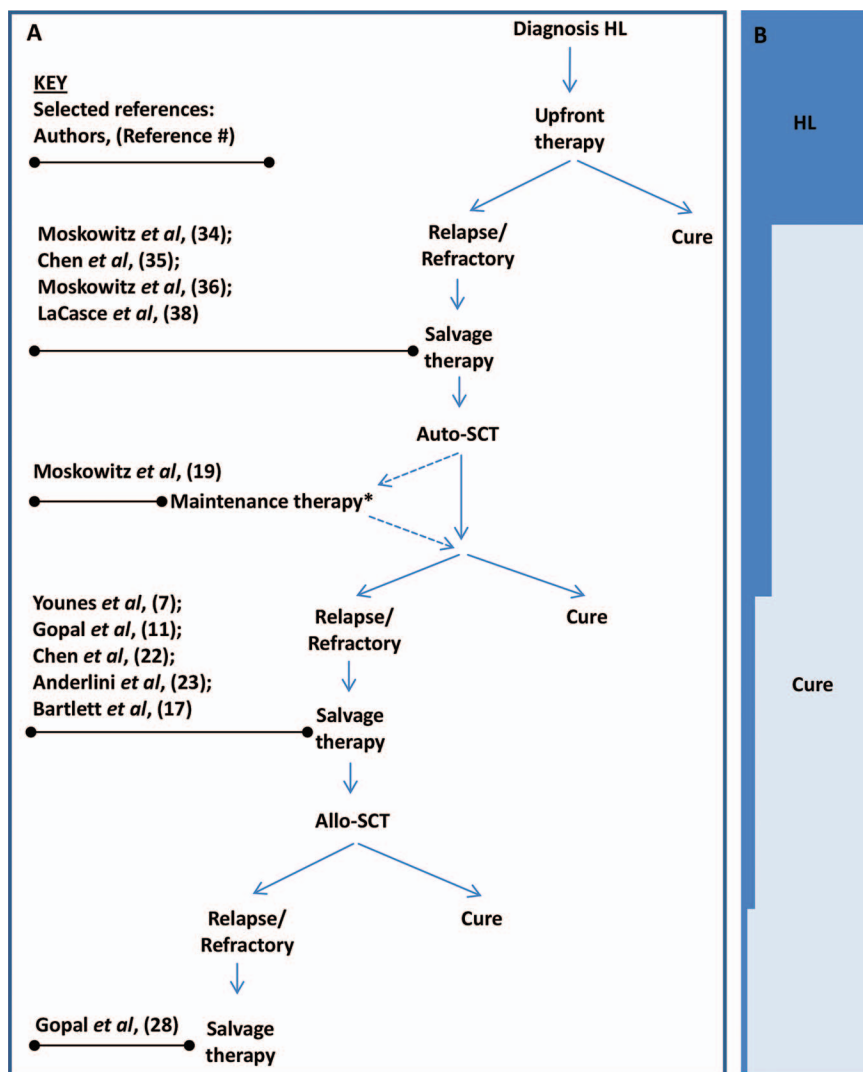 A
Diagnosis HL
KEY
Selected references:
Authors, (Reference #)
Upfront
therapy
Moskowitz et al, (34);
Chen et al, (35);
Moskowitz et al, (36);
LaCasce et al, (38)
Relapse/
Refractory
Cure
Salvage
therapy
Auto-SCT
Moskowitz et al, (19)
Maintenance therapy*
Younes et al, (7);
Gopal et al, (11);
Chen et al, (22);
Anderlini et al, (23);
Bartlett et al, (17)
Relapse/
Refractory
Cure
Salvage
therapy
Allo-SCT
Relapse/
Refractory
Cure
Gopal et al, (28)
Salvage
therapy
B
HL
Cure